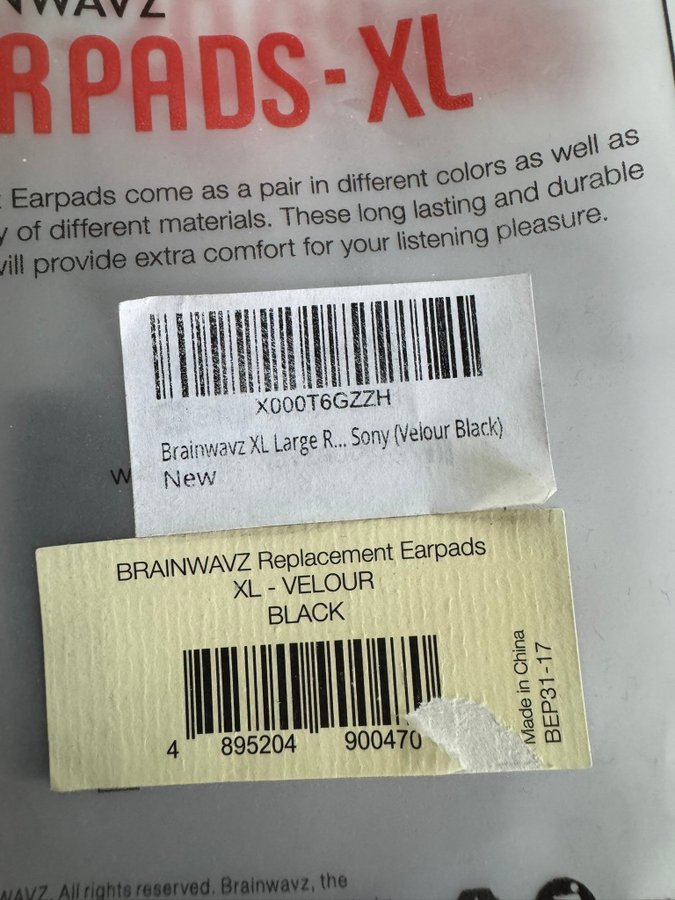 NWAVZ
RPADS-XL
Earpads come as a pair in different colors as well as
y of different materials. These long lasting and durable
will provide extra comfort for your listening pleasure.
X000T6GZZH
Brainwavz XL Large R... Sony (Velour Black)
New
W
BRAINWAVZ Replacement Earpads
XL - VELOUR
BLACK
4 895204 900470
Made in China
BEP31-17
WAVZ. All rights reserved. Brainwavz, the